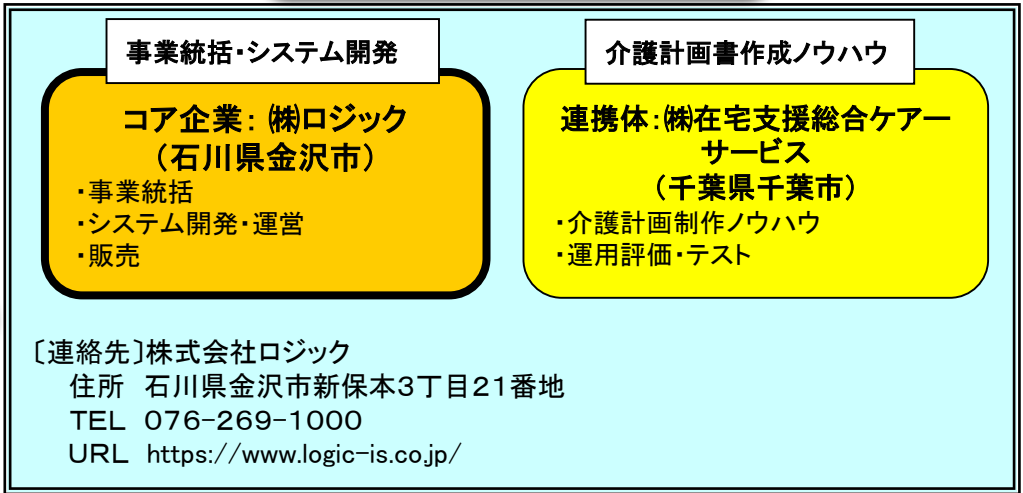 事業統括・システム開発
コア企業：㈱ロジック
（石川県金沢市）
・事業統括
・システム開発・運営
・販売
介護計画書作成ノウハウ
連携体：㈱在宅支援総合ケアー
サービス
（千葉県千葉市）
・介護計画制作ノウハウ
・運用評価・テスト
〔連絡先〕株式会社ロジック
住所　石川県金沢市新保本３丁目２１番地
ＴＥＬ　０７６－２６９－１０００
ＵＲＬ　https://www.logic-is.co.jp/